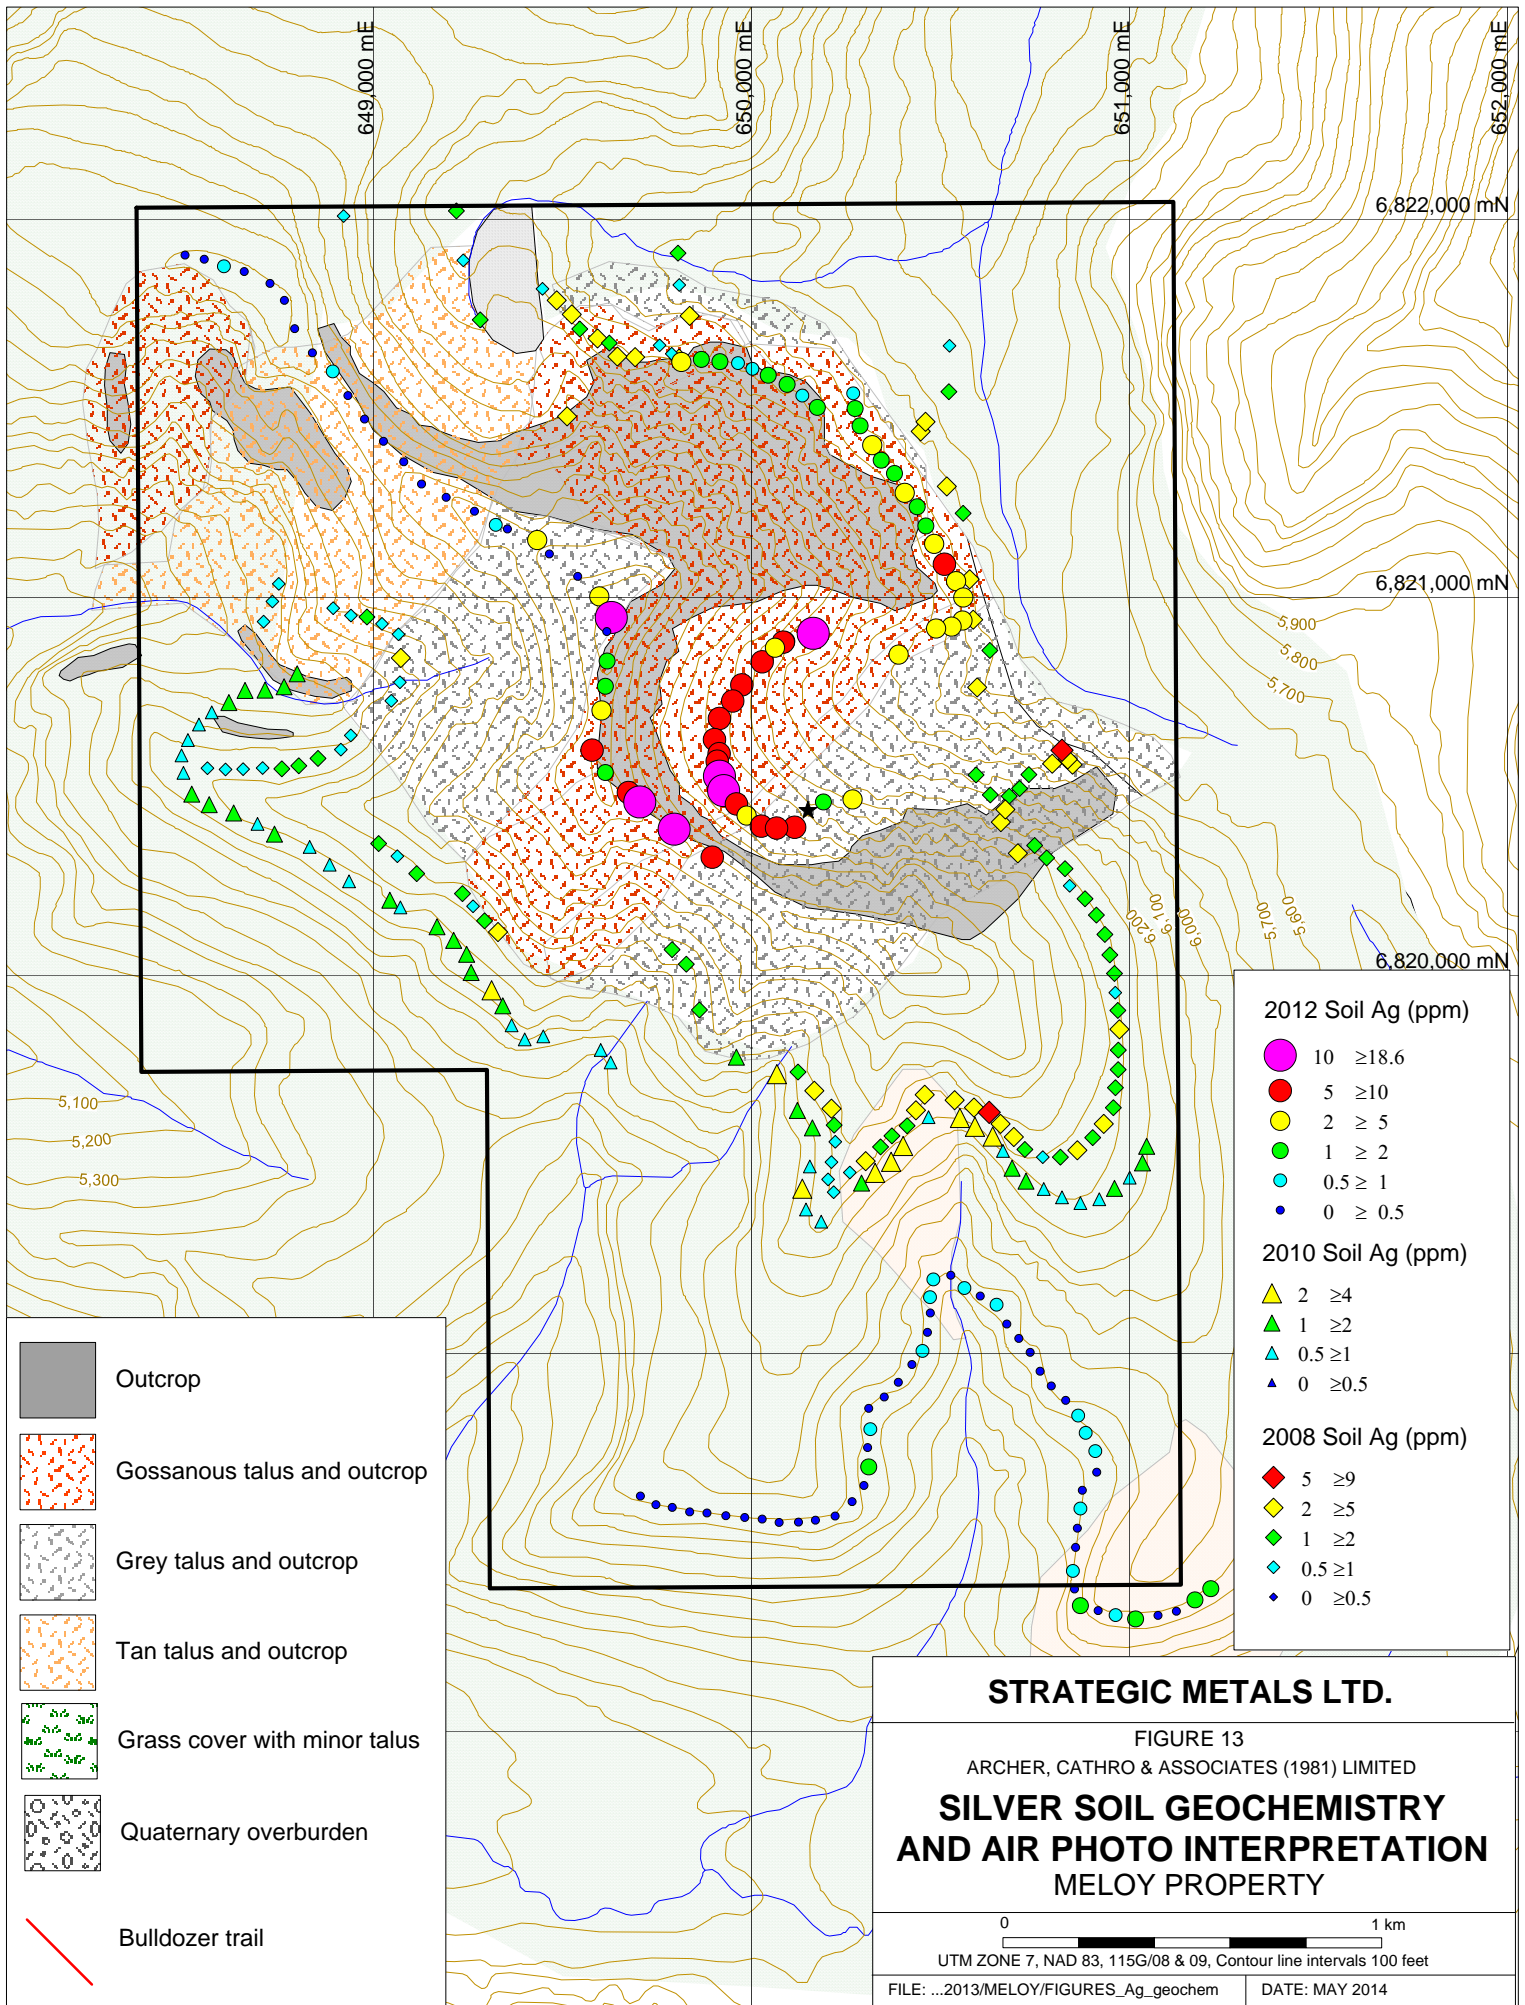 649,000 mE
650,000 mE
651,000 mE
652,000 mE
6,822,000 mN
6,821,000 mN
5,900
5,800
5,700
6,820,000 mN
6,200
6,100
6,000
5,700
5,600
5,100
5,200
5,300
2012 Soil Ag (ppm)
10 ≥18.6
5 ≥10
2 ≥ 5
1 ≥ 2
0.5 ≥ 1
0 ≥ 0.5
2010 Soil Ag (ppm)
2 ≥4
1 ≥2
0.5 ≥1
0 ≥0.5
2008 Soil Ag (ppm)
5 ≥9
2 ≥5
1 ≥2
0.5 ≥1
0 ≥0.5
Outcrop
Gossanous talus and outcrop
Grey talus and outcrop
Tan talus and outcrop
Grass cover with minor talus
Quaternary overburden
Bulldozer trail
STRATEGIC METALS LTD.
FIGURE 13
ARCHER, CATHRO & ASSOCIATES (1981) LIMITED
SILVER SOIL GEOCHEMISTRY
AND AIR PHOTO INTERPRETATION
MELOY PROPERTY
0 1 km
UTM ZONE 7, NAD 83, 115G/08 & 09, Contour line intervals 100 feet
FILE: ...2013/MELOY/FIGURES_Ag_geochem DATE: MAY 2014